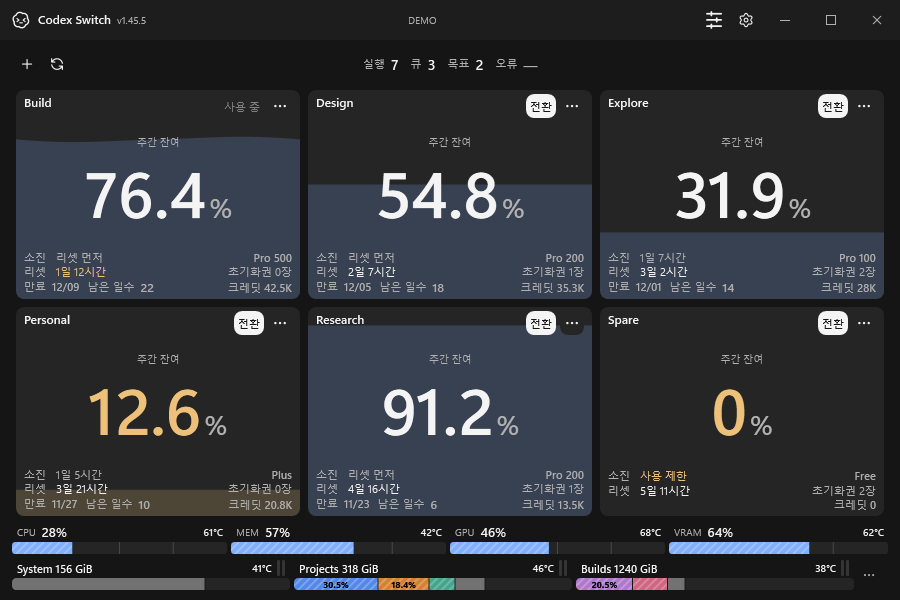 Codex Switch v1.45.5
DEMO
실행 7 큐 3 목표 2 오류 —
Build 사용 중 ...
주간 잔여
76.4%
소진 리셋 먼저 Pro 500
리셋 1일 12시간 초기화권 0장
만료 12/09 남은 일수 22 크레딧 42.5K
Design 전환 ...
주간 잔여
54.8%
소진 리셋 먼저 Pro 200
리셋 2일 7시간 초기화권 1장
만료 12/05 남은 일수 18 크레딧 35.3K
Explore 전환 ...
주간 잔여
31.9%
소진 1일 7시간 Pro 100
리셋 3일 2시간 초기화권 2장
만료 12/01 남은 일수 14 크레딧 28K
Personal 전환 ...
주간 잔여
12.6%
소진 1일 5시간 Plus
리셋 3일 21시간 초기화권 0장
만료 11/27 남은 일수 10 크레딧 20.8K
Research 전환 ...
주간 잔여
91.2%
소진 리셋 먼저 Pro 200
리셋 4일 16시간 초기화권 1장
만료 11/23 남은 일수 6 크레딧 13.5K
Spare 전환 ...
주간 잔여
0%
소진 사용 제한 Free
리셋 5일 11시간 초기화권 2장
크레딧 0
CPU 28% 61°C
MEM 57% 42°C
GPU 46% 68°C
VRAM 64% 62°C
System 156 GiB 41°C
Projects 318 GiB 46°C
30.5% 18.4%
Builds 1240 GiB 38°C
20.5%
...